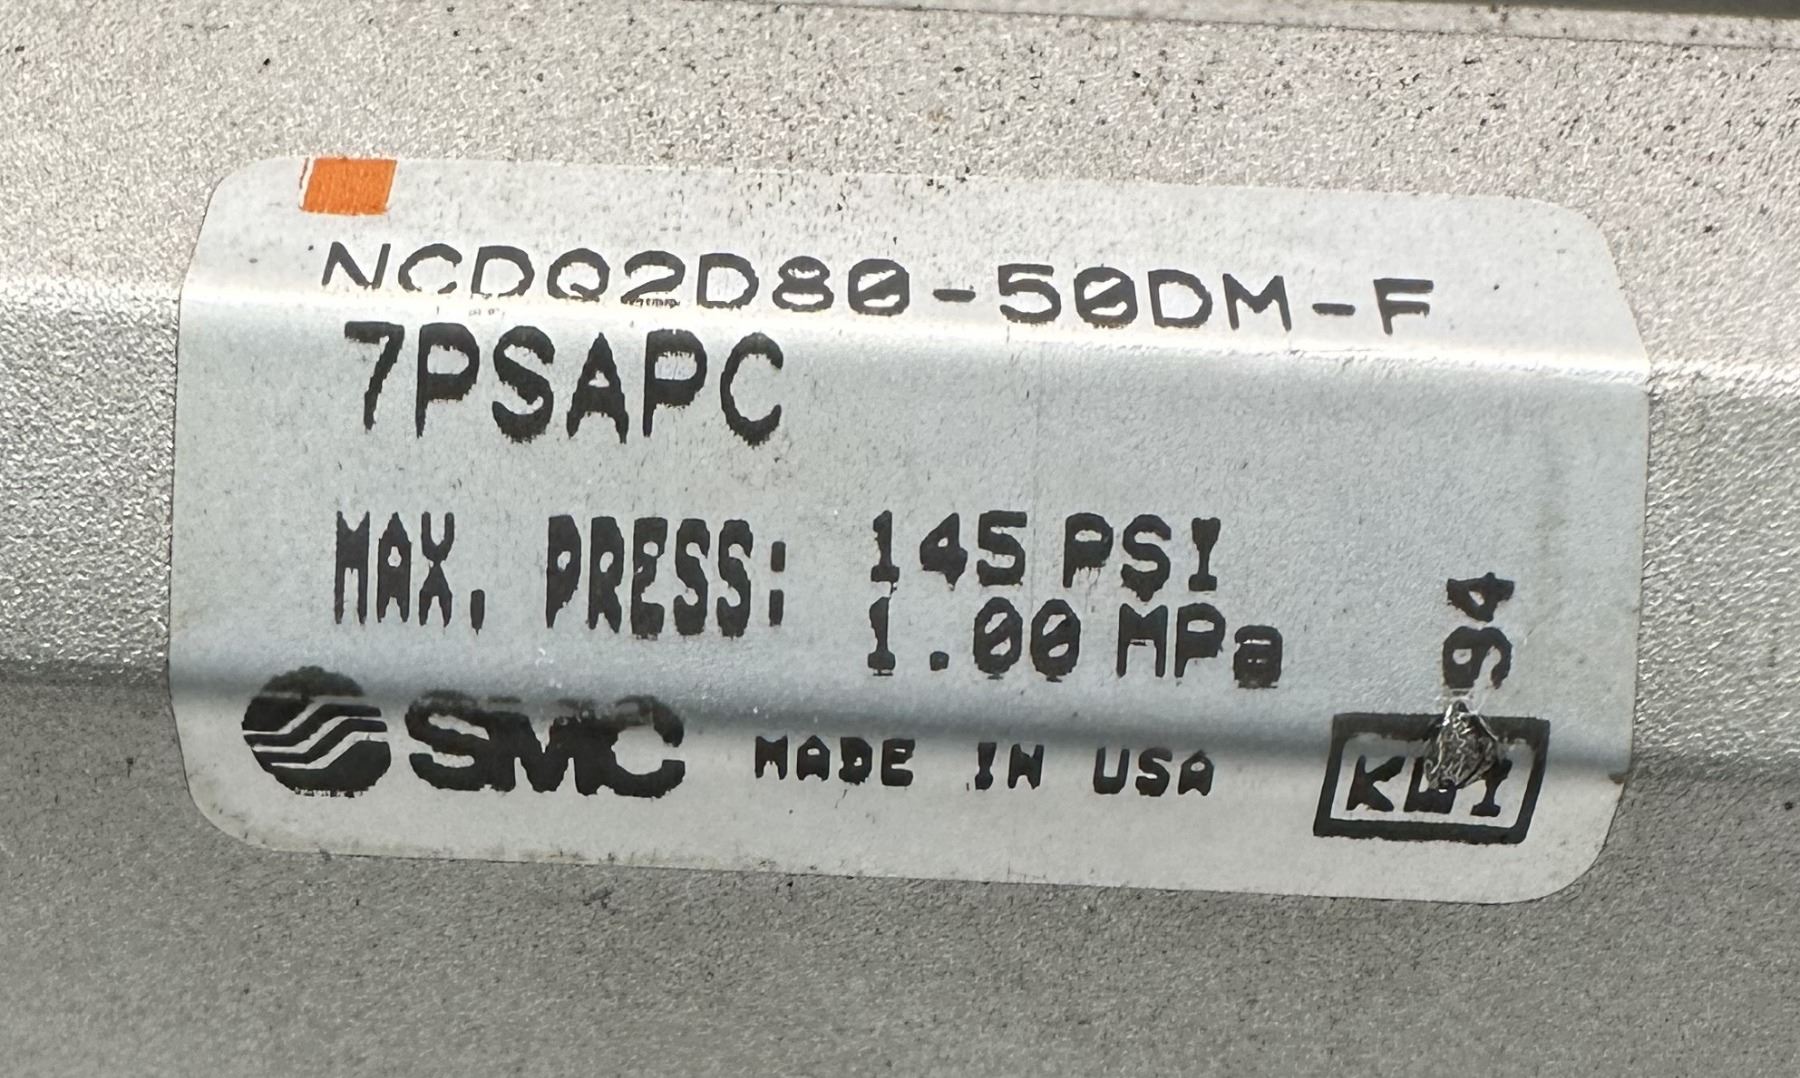 NCDQ2D80-50DM-F
7PSAPC
MAX. PRESS: 145 PSI
1.00 MPa
94
SMC MADE IN USA